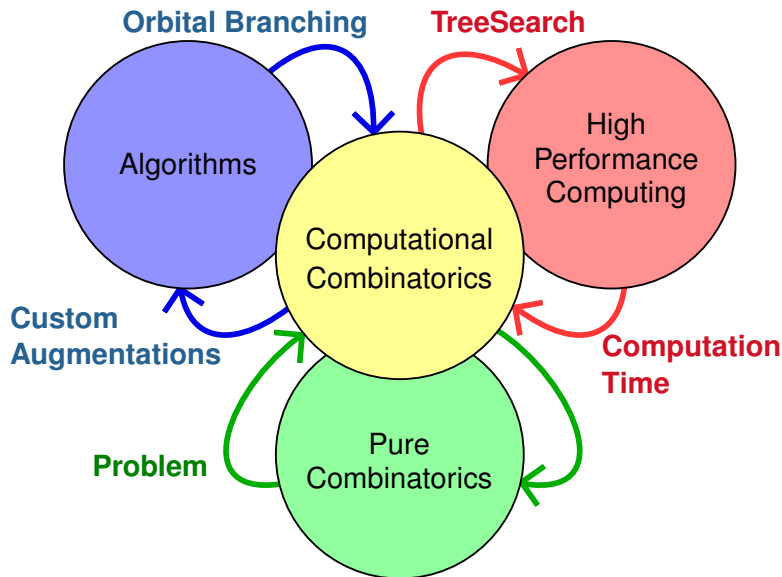 Orbital Branching
TreeSearch
Algorithms
High
Performance
Computing
Computational
Combinatorics
Custom
Augmentations
Computation
Time
Problem
Pure
Combinatorics